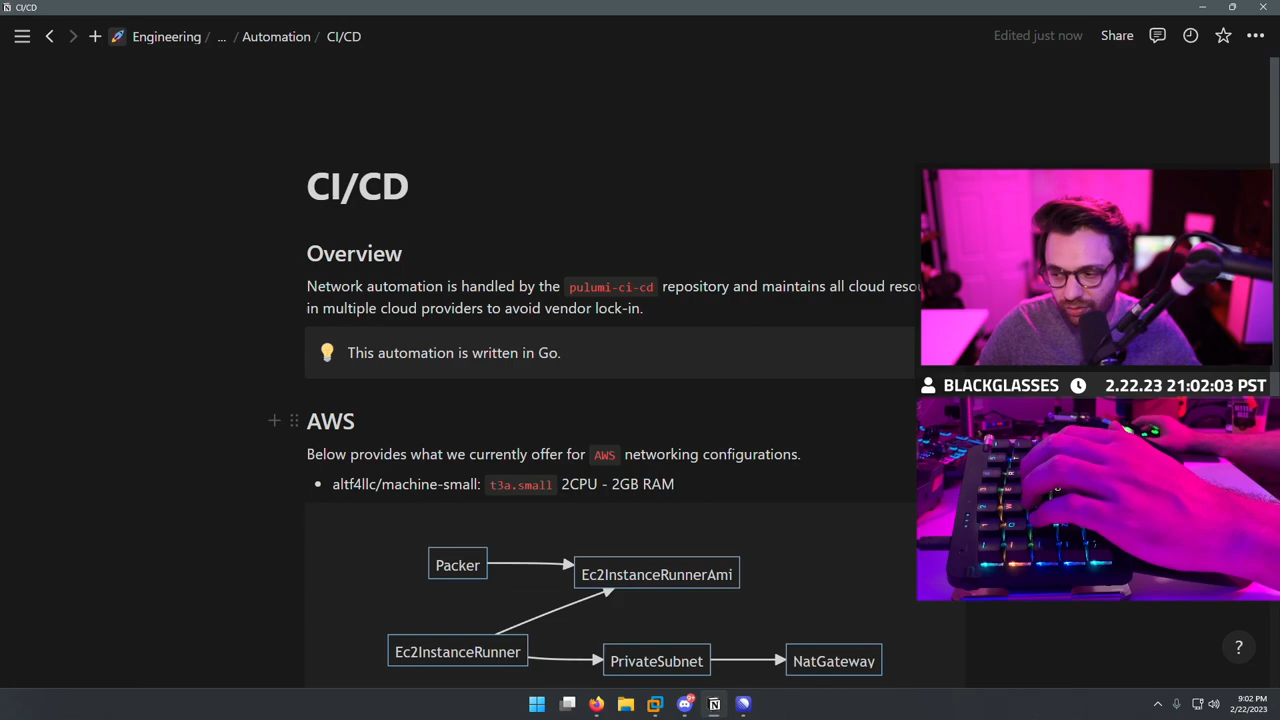 CI/CD
Engineering / ... / Automation / CI/CD
Edited just now Share
CI/CD
Overview
Network automation is handled by the pulumi-ci-cd repository and maintains all cloud resou
in multiple cloud providers to avoid vendor lock-in.
This automation is written in Go.
BLACKGLASSES 2.22.23 21:02:03 PST
AWS
Below provides what we currently offer for AWS networking configurations.
altf4llc/machine-small: t3a.small 2CPU - 2GB RAM
Packer
Ec2InstanceRunnerAmi
Ec2InstanceRunner
PrivateSubnet
NatGateway
?
9:02 PM
2/22/2023